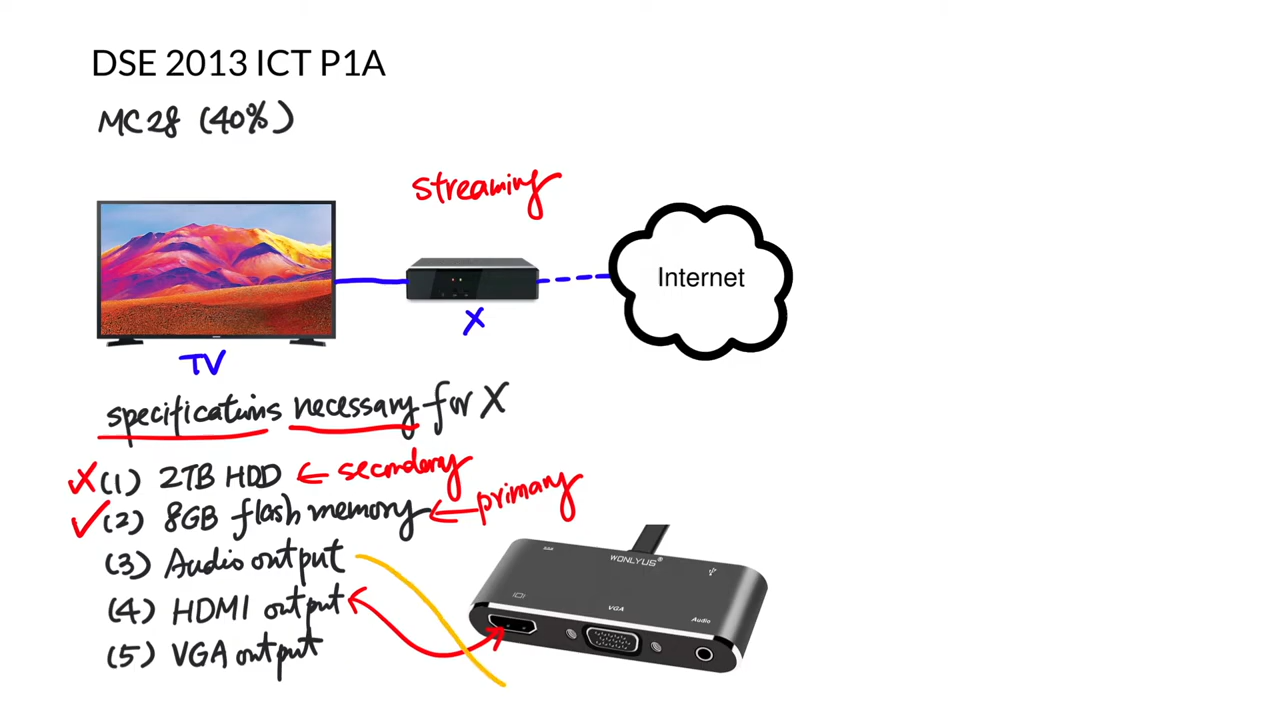 DSE 2013 ICT P1A
MC28 (40%)
streaming
Internet
X
TV
specifications necessary for X
(1) 2TB HDD ← secondary
(2) 8GB flash memory ← primary
(3) Audio output
(4) HDMI output
(5) VGA output
WONLYUS®
VGA
Audio